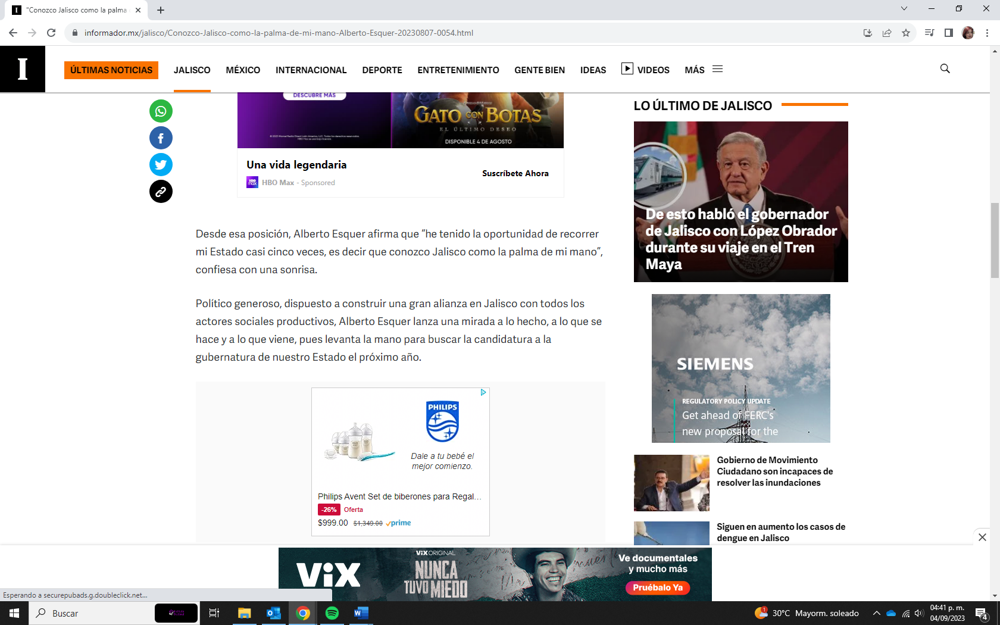 "Conozco Jalisco como la palma
informador.mx/jalisco/Conozco-Jalisco-como-la-palma-de-mi-mano-Alberto-Esquer-20230807-0054.html
I
ÚLTIMAS NOTICIAS
JALISCO
MÉXICO
INTERNACIONAL
DEPORTE
ENTRETENIMIENTO
GENTE BIEN
IDEAS
VIDEOS
MÁS
DESCUBRE MÁS
GATO CON BOTAS
EL ÚLTIMO DESEO
DISPONIBLE 4 DE AGOSTO
Una vida legendaria
HBO Max - Sponsored
Suscríbete Ahora
Desde esa posición, Alberto Esquer afirma que “he tenido la oportunidad de recorrer
mi Estado casi cinco veces, es decir que conozco Jalisco como la palma de mi mano”,
confiesa con una sonrisa.
Político generoso, dispuesto a construir una gran alianza en Jalisco con todos los
actores sociales productivos, Alberto Esquer lanza una mirada a lo hecho, a lo que se
hace y a lo que viene, pues levanta la mano para buscar la candidatura a la
gubernatura de nuestro Estado el próximo año.
PHILIPS
Dale a tu bebé el
mejor comienzo.
Philips Avent Set de biberones para Regal...
-26% Oferta
$999.00 $1,349.00 prime
LO ÚLTIMO DE JALISCO
De esto habló el gobernador
de Jalisco con López Obrador
durante su viaje en el Tren
Maya
SIEMENS
REGULATORY POLICY UPDATE
Get ahead of FERC's
new proposal for the
Gobierno de Movimiento
Ciudadano son incapaces de
resolver las inundaciones
Siguen en aumento los casos de
dengue en Jalisco
ViX
ViX ORIGINAL
NUNCA
TUVO MIEDO
Ve documentales
y mucho más
Pruébalo Ya
Esperando a securepubads.g.doubleclick.net...
Buscar
1
30°C Mayorm. soleado
04:41 p. m.
04/09/2023
4